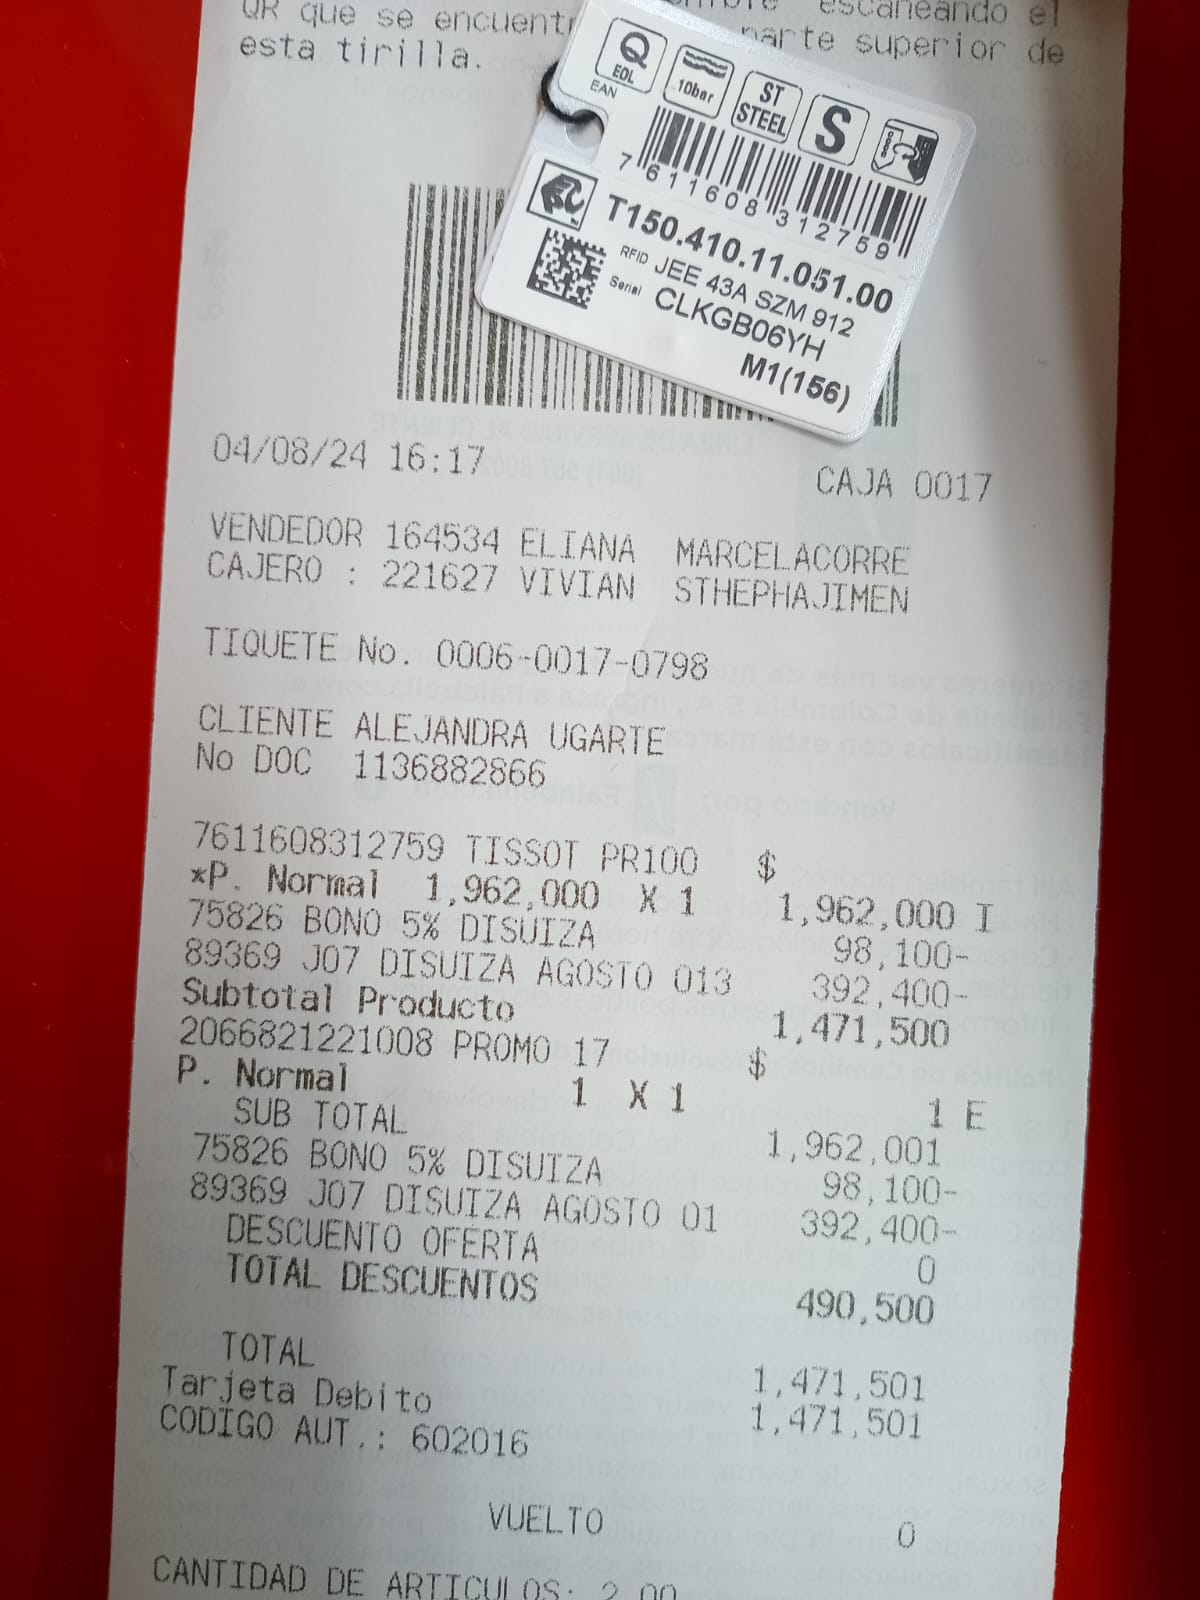 QR que se encuent parte superior de
escaneando el
esta tirilla.
Q
EOL
10bar
ST
STEEL
S
EAN
7 611608 312759
T150.410.11.051.00
RFID JEE 43A SZM 912
Serial CLKGB06YH
M1(156)
04/08/24 16:17 CAJA 0017
VENDEDOR 164534 ELIANA MARCELACORRE
CAJERO : 221627 VIVIAN STHEPHAJIMEN
TIQUETE No. 0006-0017-0798
CLIENTE ALEJANDRA UGARTE
No DOC 1136882866
7611608312759 TISSOT PR100 $
*P. Normal 1,962,000 X 1 1,962,000 I
75826 BONO 5% DISUIZA 98,100-
89369 J07 DISUIZA AGOSTO 013 392,400-
Subtotal Producto 1,471,500
2066821221008 PROMO 17 $
P. Normal 1 X 1 1 E
SUB TOTAL 1,962,001
75826 BONO 5% DISUIZA 98,100-
89369 J07 DISUIZA AGOSTO 01 392,400-
DESCUENTO OFERTA 0
TOTAL DESCUENTOS 490,500
TOTAL 1,471,501
Tarjeta Debito 1,471,501
CODIGO AUT.: 602016
VUELTO 0
CANTIDAD DE ARTICULOS: 2.00